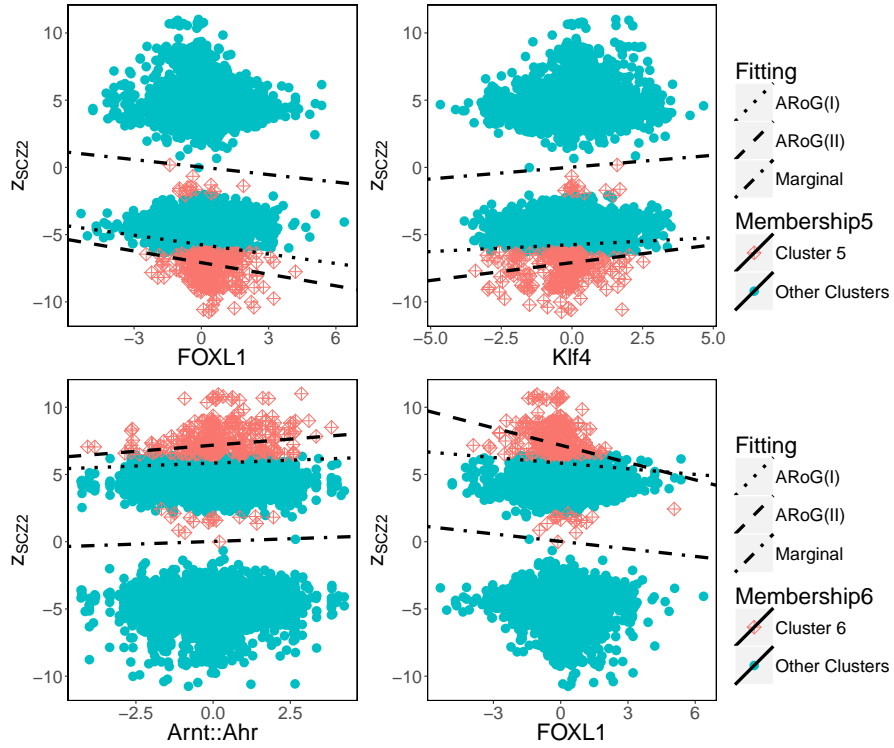 10
5
0
−5
−10
z_SCZ2
−3
0
3
6
FOXL1
10
5
0
−5
−10
z_SCZ2
−5.0
−2.5
0.0
2.5
5.0
Klf4
Fitting
ARoG(I)
ARoG(II)
Marginal
Membership5
Cluster 5
Other Clusters
10
5
0
−5
−10
z_SCZ2
−2.5
0.0
2.5
Arnt::Ahr
10
5
0
−5
−10
z_SCZ2
−3
0
3
6
FOXL1
Fitting
ARoG(I)
ARoG(II)
Marginal
Membership6
Cluster 6
Other Clusters